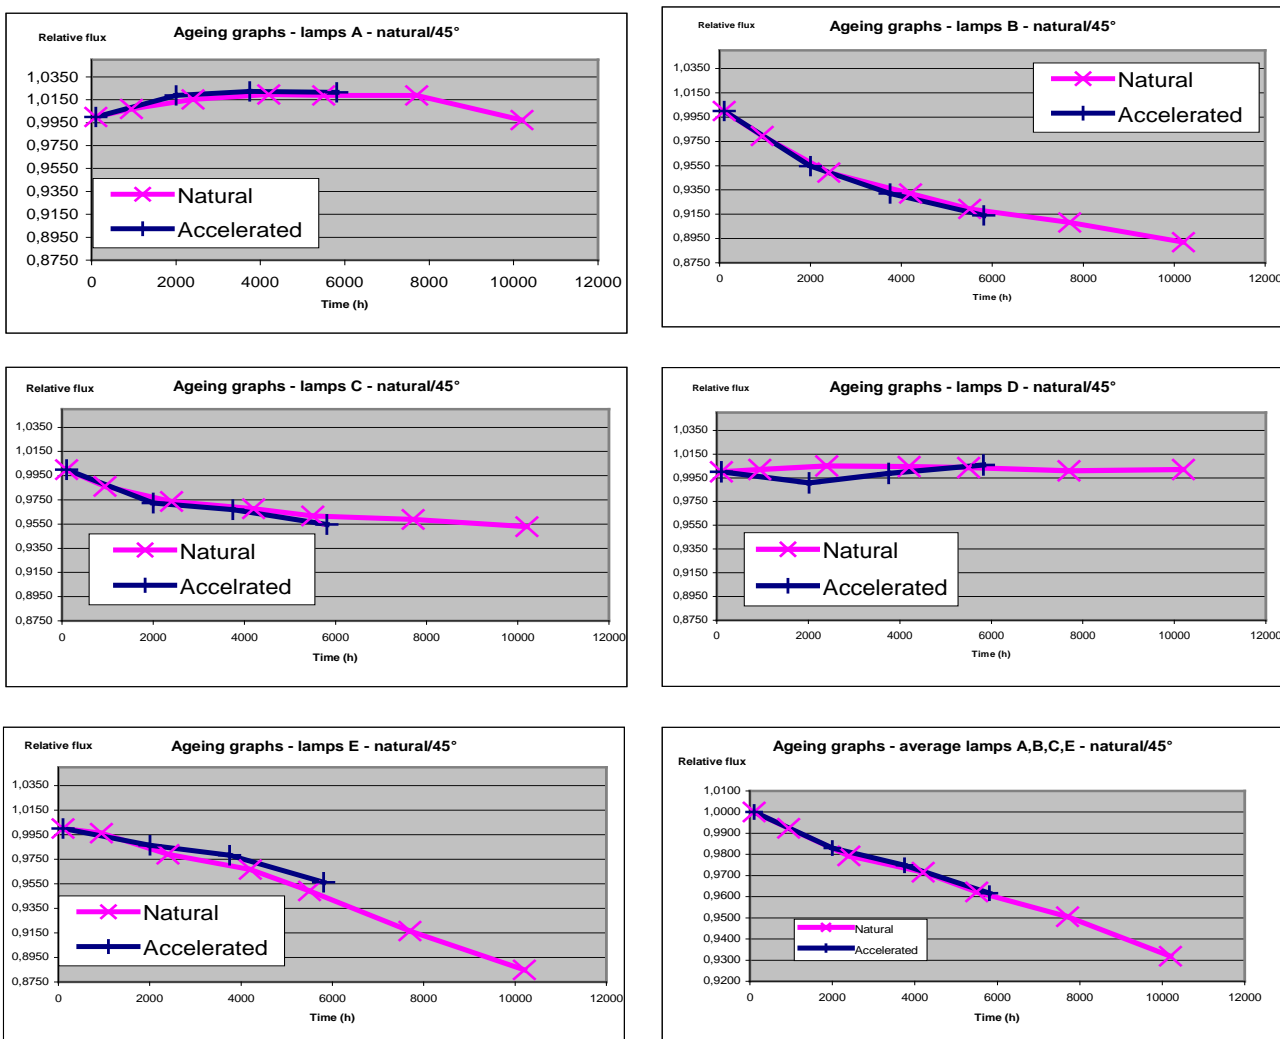 Ageing graphs - lamps A - natural/45°
Relative flux
1,0350
1,0150
0,9950
0,9750
0,9550
0,9350
0,9150
0,8950
0,8750
Natural
Accelerated
0 2000 4000 6000 8000 10000 12000
Time (h)
Ageing graphs - lamps B - natural/45°
Relative flux
1,0350
1,0150
0,9950
0,9750
0,9550
0,9350
0,9150
0,8950
0,8750
Natural
Accelerated
0 2000 4000 6000 8000 10000 12000
Time (h)
Ageing graphs - lamps C - natural/45°
Relative flux
1,0350
1,0150
0,9950
0,9750
0,9550
0,9350
0,9150
0,8950
0,8750
Natural
Accelrated
0 2000 4000 6000 8000 10000 12000
Time (h)
Ageing graphs - lamps D - natural/45°
Relative flux
1,0350
1,0150
0,9950
0,9750
0,9550
0,9350
0,9150
0,8950
0,8750
Natural
Accelerated
0 2000 4000 6000 8000 10000 12000
Time (h)
Ageing graphs - lamps E - natural/45°
Relative flux
1,0350
1,0150
0,9950
0,9750
0,9550
0,9350
0,9150
0,8950
0,8750
Natural
Accelerated
0 2000 4000 6000 8000 10000 12000
Time (h)
Ageing graphs - average lamps A,B,C,E - natural/45°
Relative flux
1,0100
1,0000
0,9900
0,9800
0,9700
0,9600
0,9500
0,9400
0,9300
0,9200
Natural
Accelerated
0 2000 4000 6000 8000 10000 12000
Time (h)